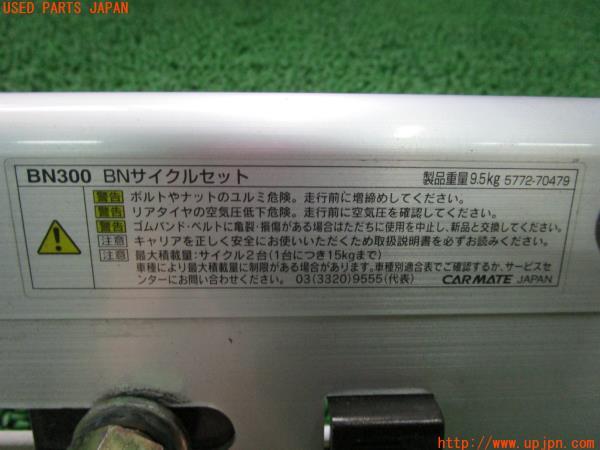 USED PARTS JAPAN
BN300 BNサイクルセット 製品重量9.5kg 5772-70479
警告 ボルトやナットのユルミ危険。走行前に増締めしてください。
警告 リアタイヤの空気圧低下危険。走行前に空気圧を確認してください。
警告 ゴムバンド・ベルトに亀裂・損傷がある場合はただちに使用を中止し、新品と交換してください。
注意 キャリアを正しく安全にお使いいただくため取扱説明書を必ずお読みください。
注意 最大積載量:サイクル2台(1台につき15kgまで)
車種により最大積載量に制限がある場合があります。車種別適合表でご確認するか、サービスセ
ンターにお問い合わせください。 03(3320)9555(代表) CARMATE JAPAN
http://www.upjpn.com/